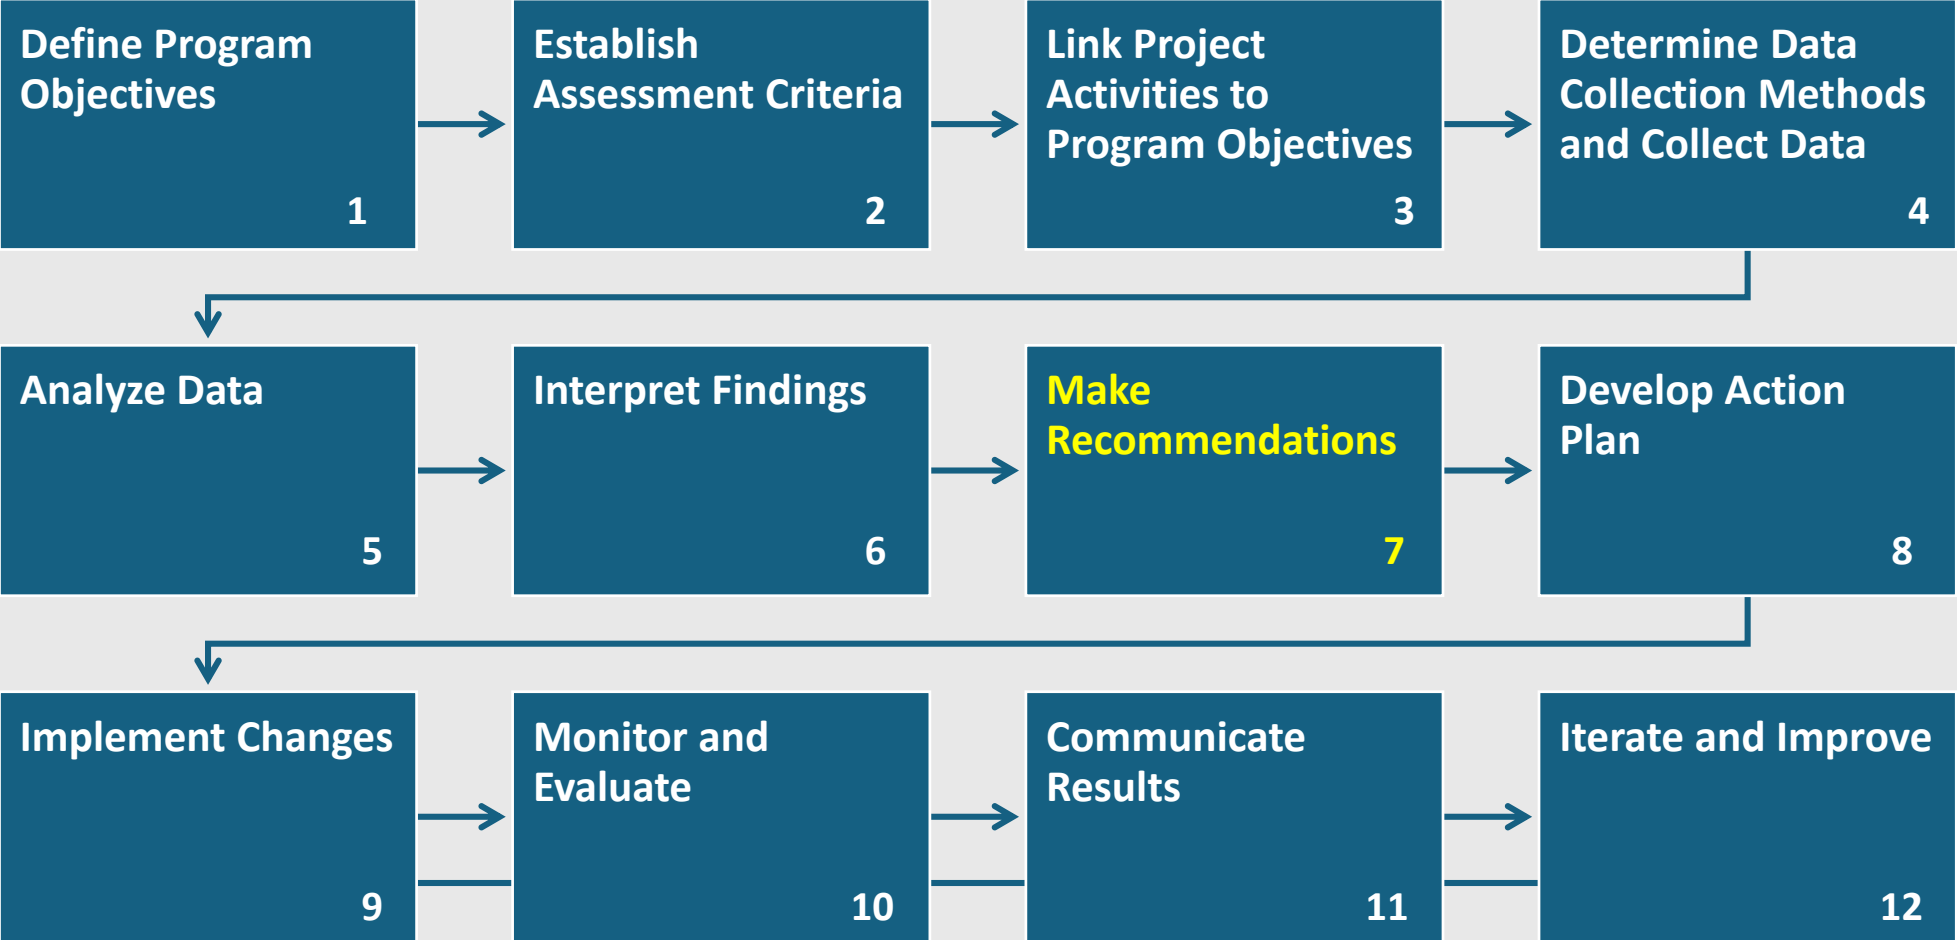 Define Program
Objectives
1
Establish
Assessment Criteria
2
Link Project
Activities to
Program Objectives
3
Determine Data
Collection Methods
and Collect Data
4
Analyze Data
5
Interpret Findings
6
Make
Recommendations
7
Develop Action
Plan
8
Implement Changes
9
Monitor and
Evaluate
10
Communicate
Results
11
Iterate and Improve
12